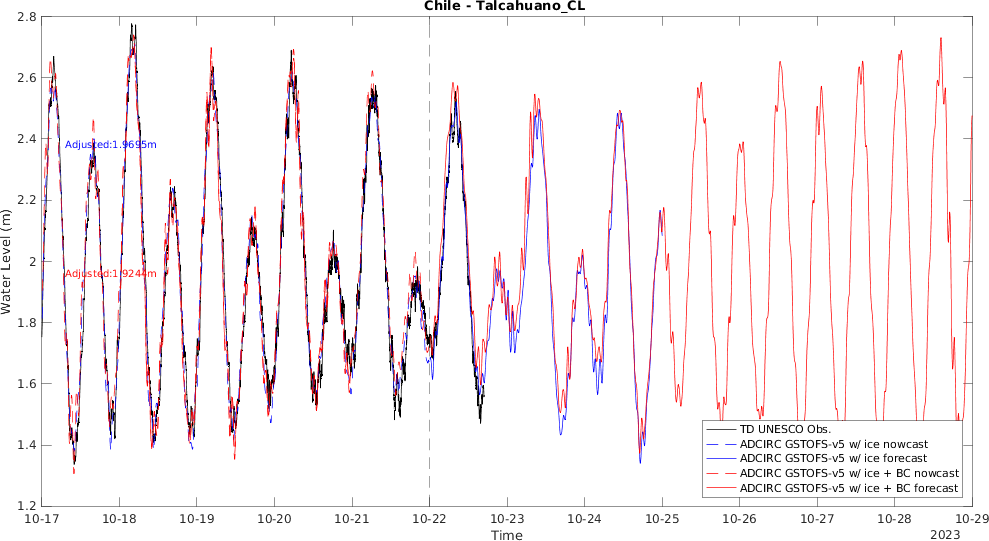 Chile - Talcahuano_CL
2.8
2.6
2.4
2.2
2
1.8
1.6
1.4
1.2
Water Level (m)
Adjusted:1.9695m
Adjusted:1.9244m
TD UNESCO Obs.
ADCIRC GSTOFS-v5 w/ ice nowcast
ADCIRC GSTOFS-v5 w/ ice forecast
ADCIRC GSTOFS-v5 w/ ice + BC nowcast
ADCIRC GSTOFS-v5 w/ ice + BC forecast
10-17 10-18 10-19 10-20 10-21 10-22 10-23 10-24 10-25 10-26 10-27 10-28 10-29
Time
2023